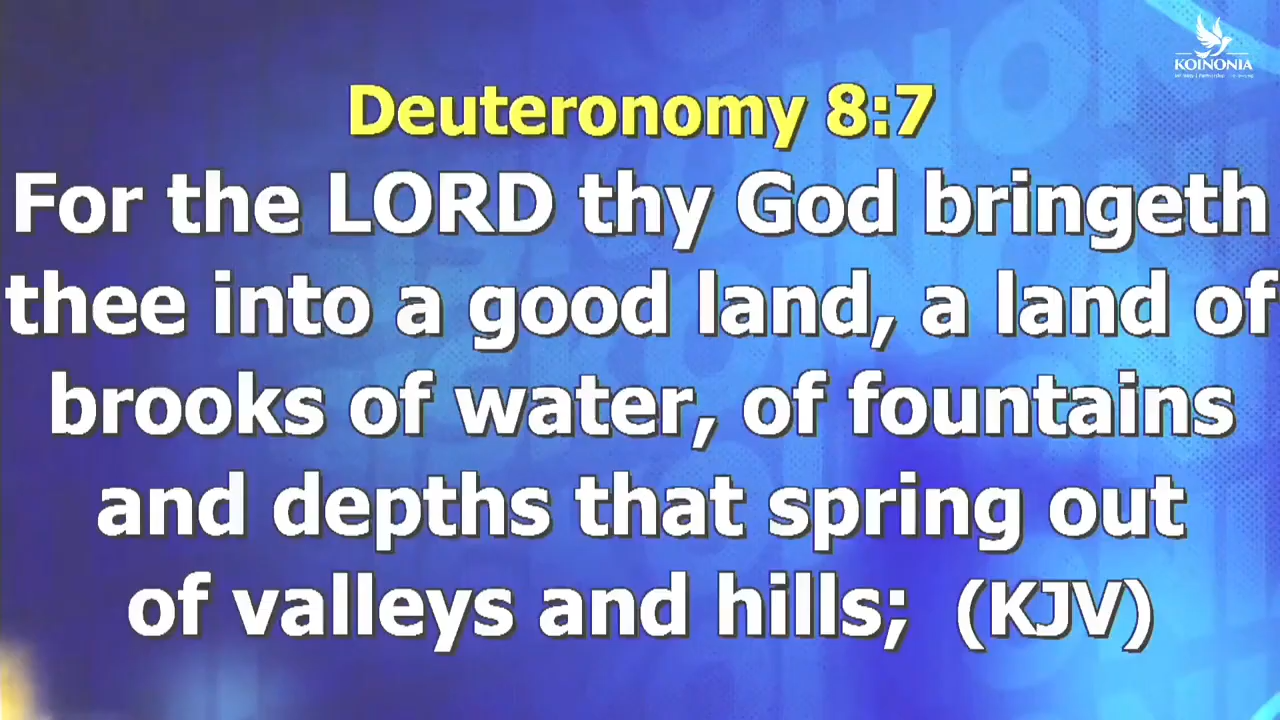 KOINONIA
Deuteronomy 8:7
For the LORD thy God bringeth
thee into a good land, a land of
brooks of water, of fountains
and depths that spring out
of valleys and hills; (KJV)